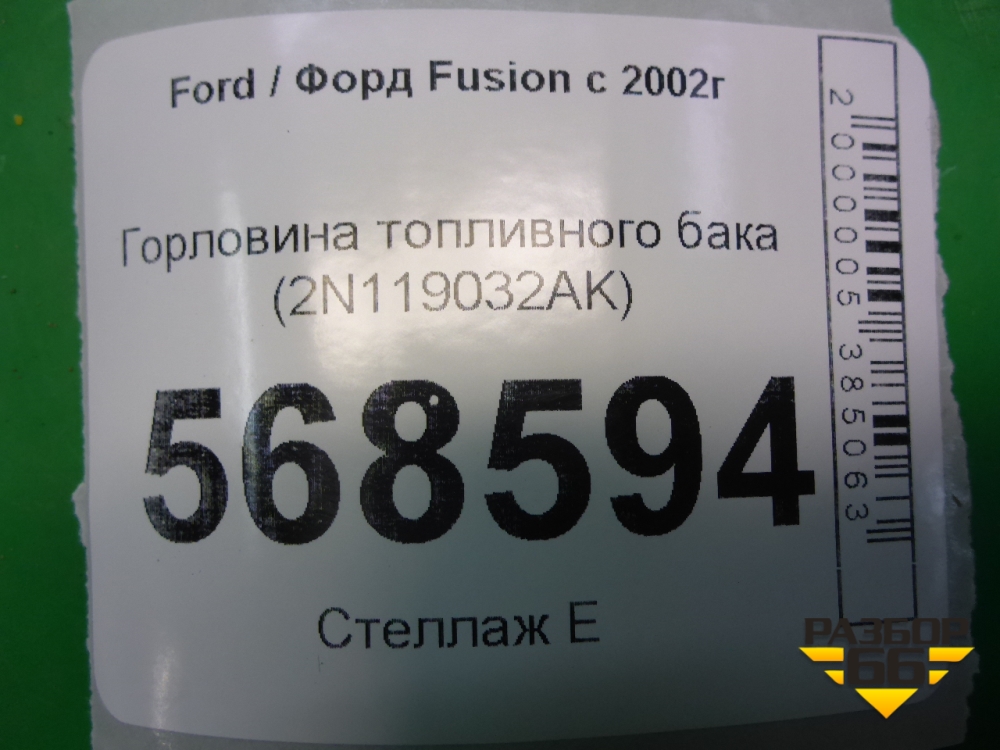 Ford / Форд Fusion с 2002г
Горловина топливного бака
(2N119032AK)
568594
Стеллаж Е
2000005385063
РАЗБОР
66